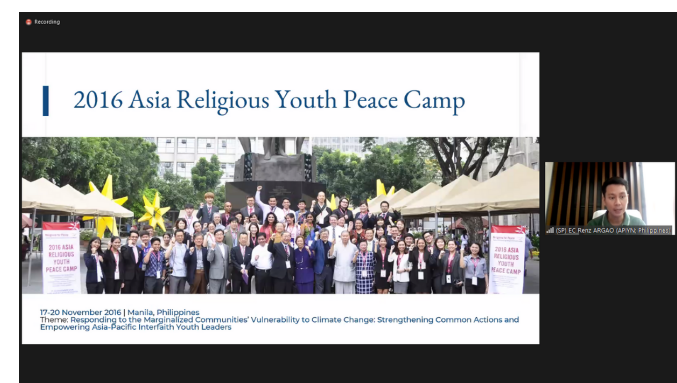 Recording
2016 Asia Religious Youth Peace Camp
2016 ASIA
RELIGIOUS
YOUTH
PEACE CAMP
2016 ASIA
RELIGIOUS
YOUTH
PEACE CAMP
(SP) EC Renz ARGAO (APIYN: Philippines)
17-20 November 2016 | Manila, Philippines
Theme: Responding to the Marginalized Communities' Vulnerability to Climate Change: Strengthening Common Actions and
Empowering Asia-Pacific Interfaith Youth Leaders